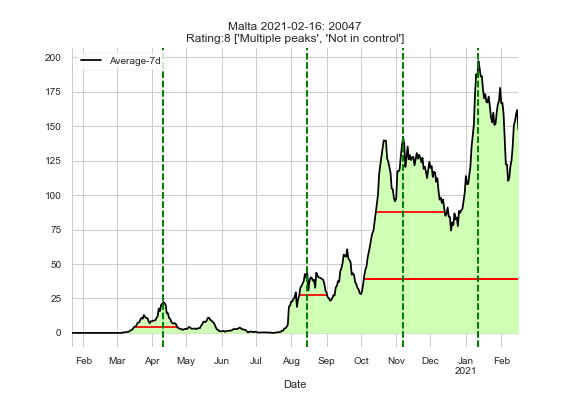 Malta 2021-02-16: 20047
Rating:8 ['Multiple peaks', 'Not in control']
200
175
150
125
100
75
50
25
0
Average-7d
Feb Mar Apr May Jun Jul Aug Sep Oct Nov Dec Jan Feb
2021
Date